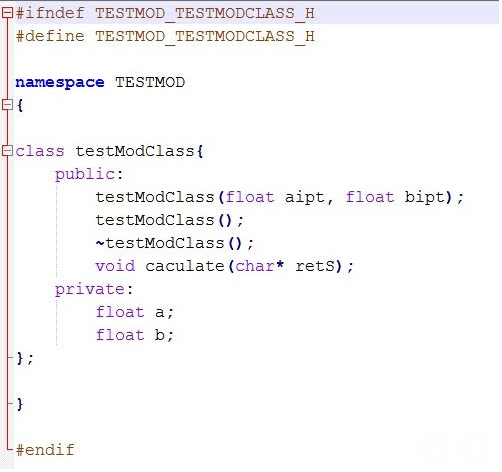 #ifndef TESTMOD_TESTMODCLASS_H
#define TESTMOD_TESTMODCLASS_H
namespace TESTMOD
{
class testModClass{
public:
testModClass(float aipt, float bipt);
testModClass();
~testModClass();
void caculate(char* retS);
private:
float a;
float b;
};
}
#endif